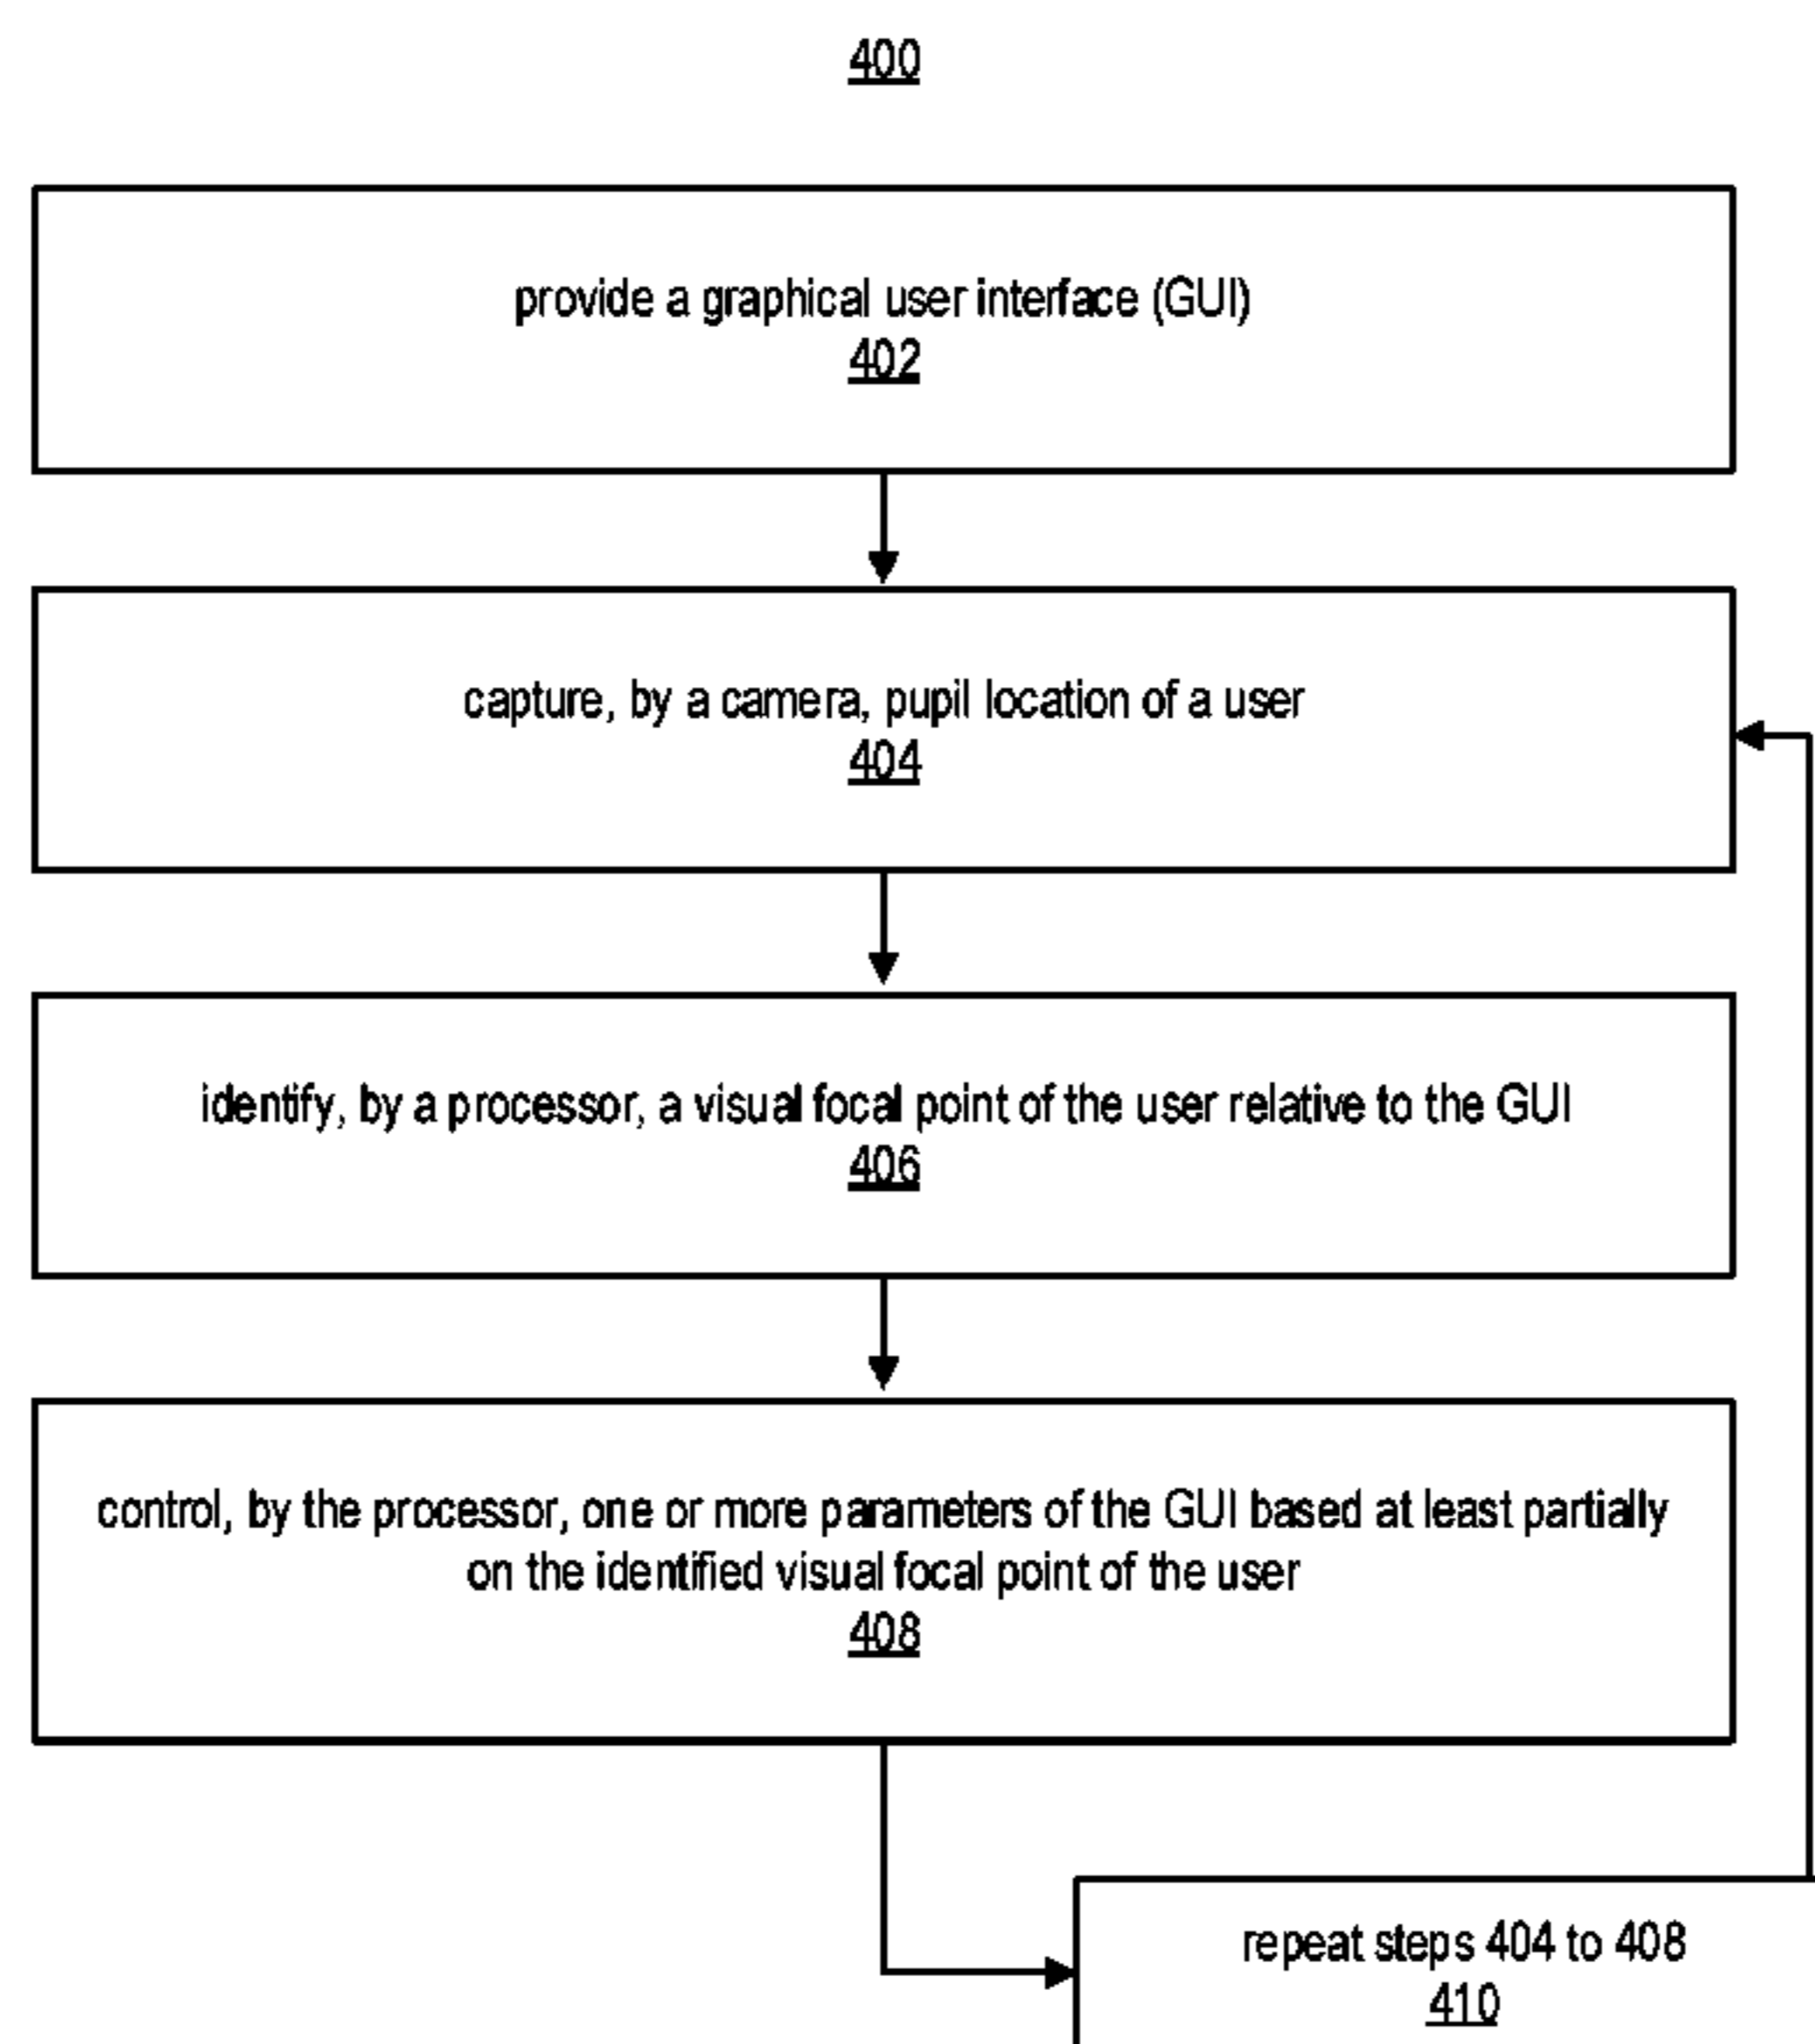 400
provide a graphical user interface (GUI)
402
capture, by a camera, pupil location of a user
404
identify, by a processor, a visual focal point of the user relative to the GUI
406
control, by the processor, one or more parameters of the GUI based at least partially
on the identified visual focal point of the user
408
repeat steps 404 to 408
410